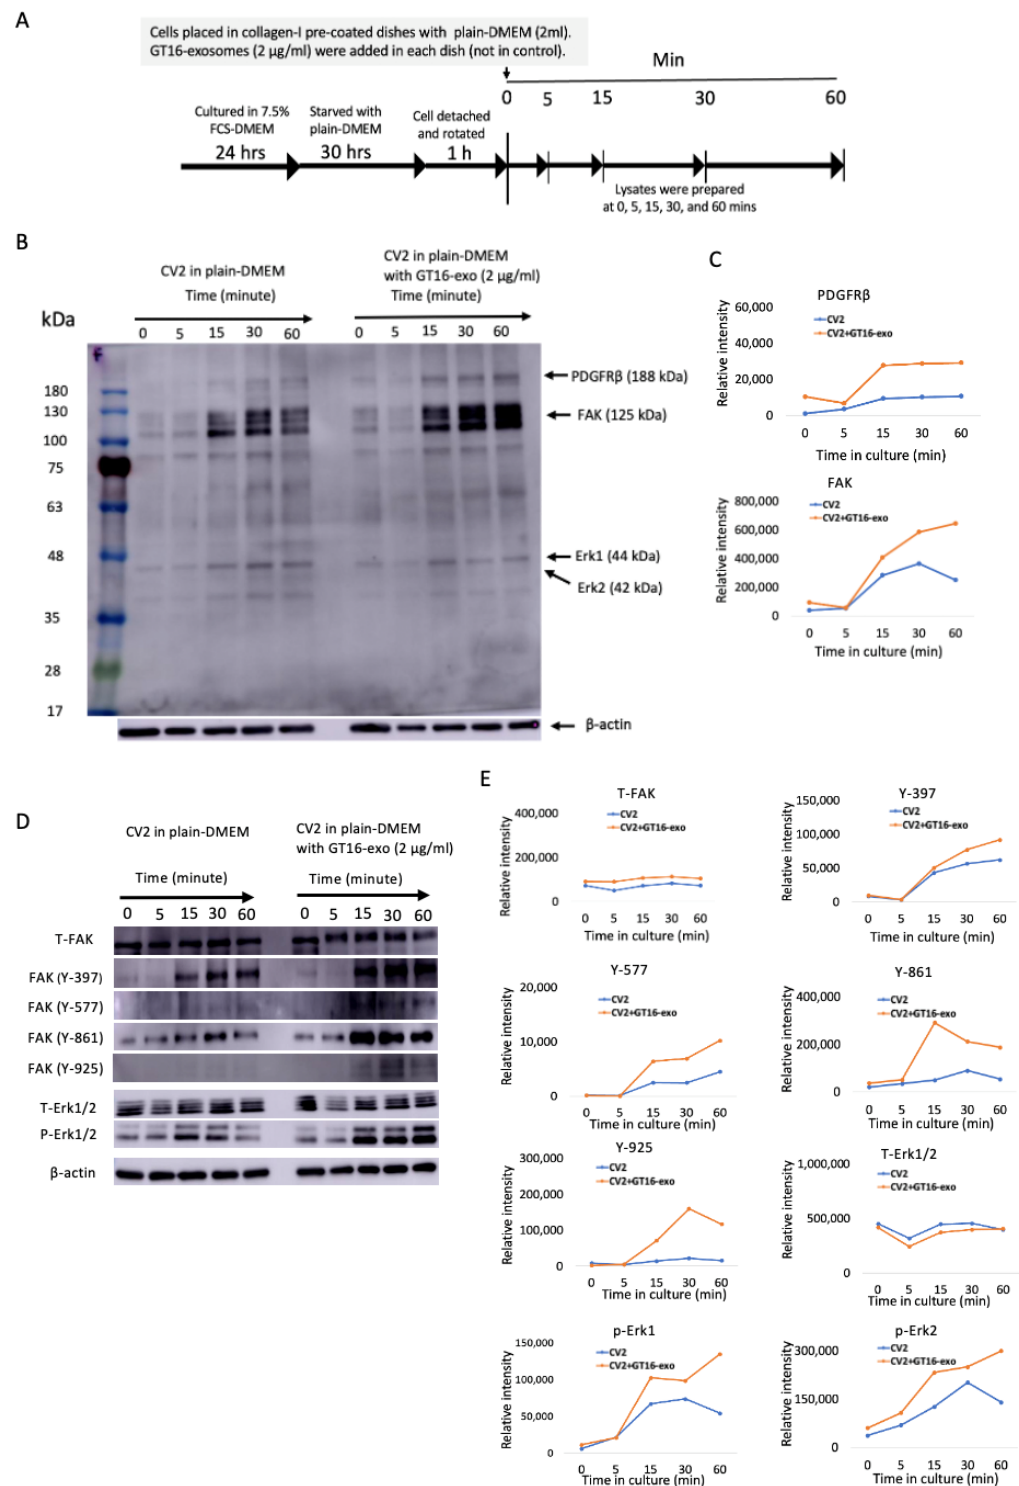 A
Cells placed in collagen-I pre-coated dishes with plain-DMEM (2ml).
GT16-exosomes (2 µg/ml) were added in each dish (not in control).
Min
0 5 15 30 60
Cultured in 7.5%
FCS-DMEM
24 hrs
Starved with
plain-DMEM
30 hrs
Cell detached
and rotated
1 h
Lysates were prepared
at 0, 5, 15, 30, and 60 mins
B
CV2 in plain-DMEM
Time (minute)
CV2 in plain-DMEM
with GT16-exo (2 µg/ml)
Time (minute)
kDa
0 5 15 30 60
0 5 15 30 60
180
130
100
75
63
48
35
28
17
PDGFRβ (188 kDa)
FAK (125 kDa)
Erk1 (44 kDa)
Erk2 (42 kDa)
β-actin
C
PDGFRβ
CV2
CV2+GT16-exo
Relative intensity
60,000
40,000
20,000
0
0 5 15 30 60
Time in culture (min)
FAK
CV2
CV2+GT16-exo
Relative intensity
800,000
600,000
400,000
200,000
0
0 5 15 30 60
Time in culture (min)
D
CV2 in plain-DMEM
Time (minute)
CV2 in plain-DMEM
with GT16-exo (2 µg/ml)
Time (minute)
0 5 15 30 60
0 5 15 30 60
T-FAK
FAK (Y-397)
FAK (Y-577)
FAK (Y-861)
FAK (Y-925)
T-Erk1/2
P-Erk1/2
β-actin
E
T-FAK
CV2
CV2+GT16-exo
Relative intensity
400,000
200,000
0
0 5 15 30 60
Time in culture (min)
Y-397
CV2
CV2+GT16-exo
Relative intensity
150,000
100,000
50,000
0
0 5 15 30 60
Time in culture (min)
Y-577
CV2
CV2+GT16-exo
Relative intensity
20,000
10,000
0
0 5 15 30 60
Time in culture (min)
Y-861
CV2
CV2+GT16-exo
Relative intensity
400,000
200,000
0
0 5 15 30 60
Time in culture (min)
Y-925
CV2
CV2+GT16-exo
Relative intensity
300,000
200,000
100,000
0
0 5 15 30 60
Time in culture (min)
T-Erk1/2
CV2
CV2+GT16-exo
Relative intensity
1,000,000
500,000
0
0 5 15 30 60
Time in culture (min)
p-Erk1
CV2
CV2+GT16-exo
Relative intensity
150,000
100,000
50,000
0
0 5 15 30 60
Time in culture (min)
p-Erk2
CV2
CV2+GT16-exo
Relative intensity
300,000
150,000
0
0 5 15 30 60
Time in culture (min)